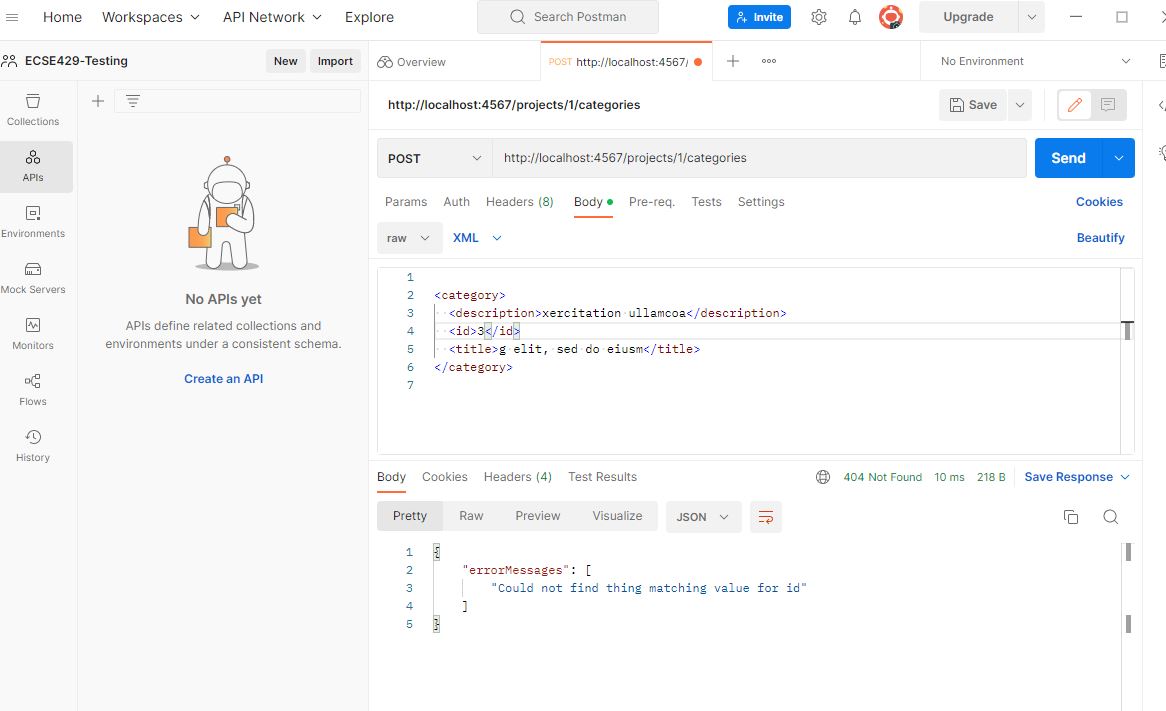 Home Workspaces API Network Explore Search Postman Invite Upgrade
ECSE429-Testing New Import
Overview POST http://localhost:4567/ No Environment
Collections
APIs
Environments
Mock Servers
Monitors
Flows
History
No APIs yet
APIs define related collections and
environments under a consistent schema.
Create an API
http://localhost:4567/projects/1/categories Save
POST http://localhost:4567/projects/1/categories Send
Params Auth Headers (8) Body Pre-req. Tests Settings Cookies
raw XML Beautify
1
2 <category>
3 <description>xercitation ullamcoa</description>
4 <id>3</id>
5 <title>g elit, sed do eiusm</title>
6 </category>
7
Body Cookies Headers (4) Test Results 404 Not Found 10 ms 218 B Save Response
Pretty Raw Preview Visualize JSON
1 {
2 "errorMessages": [
3 "Could not find thing matching value for id"
4 ]
5 }